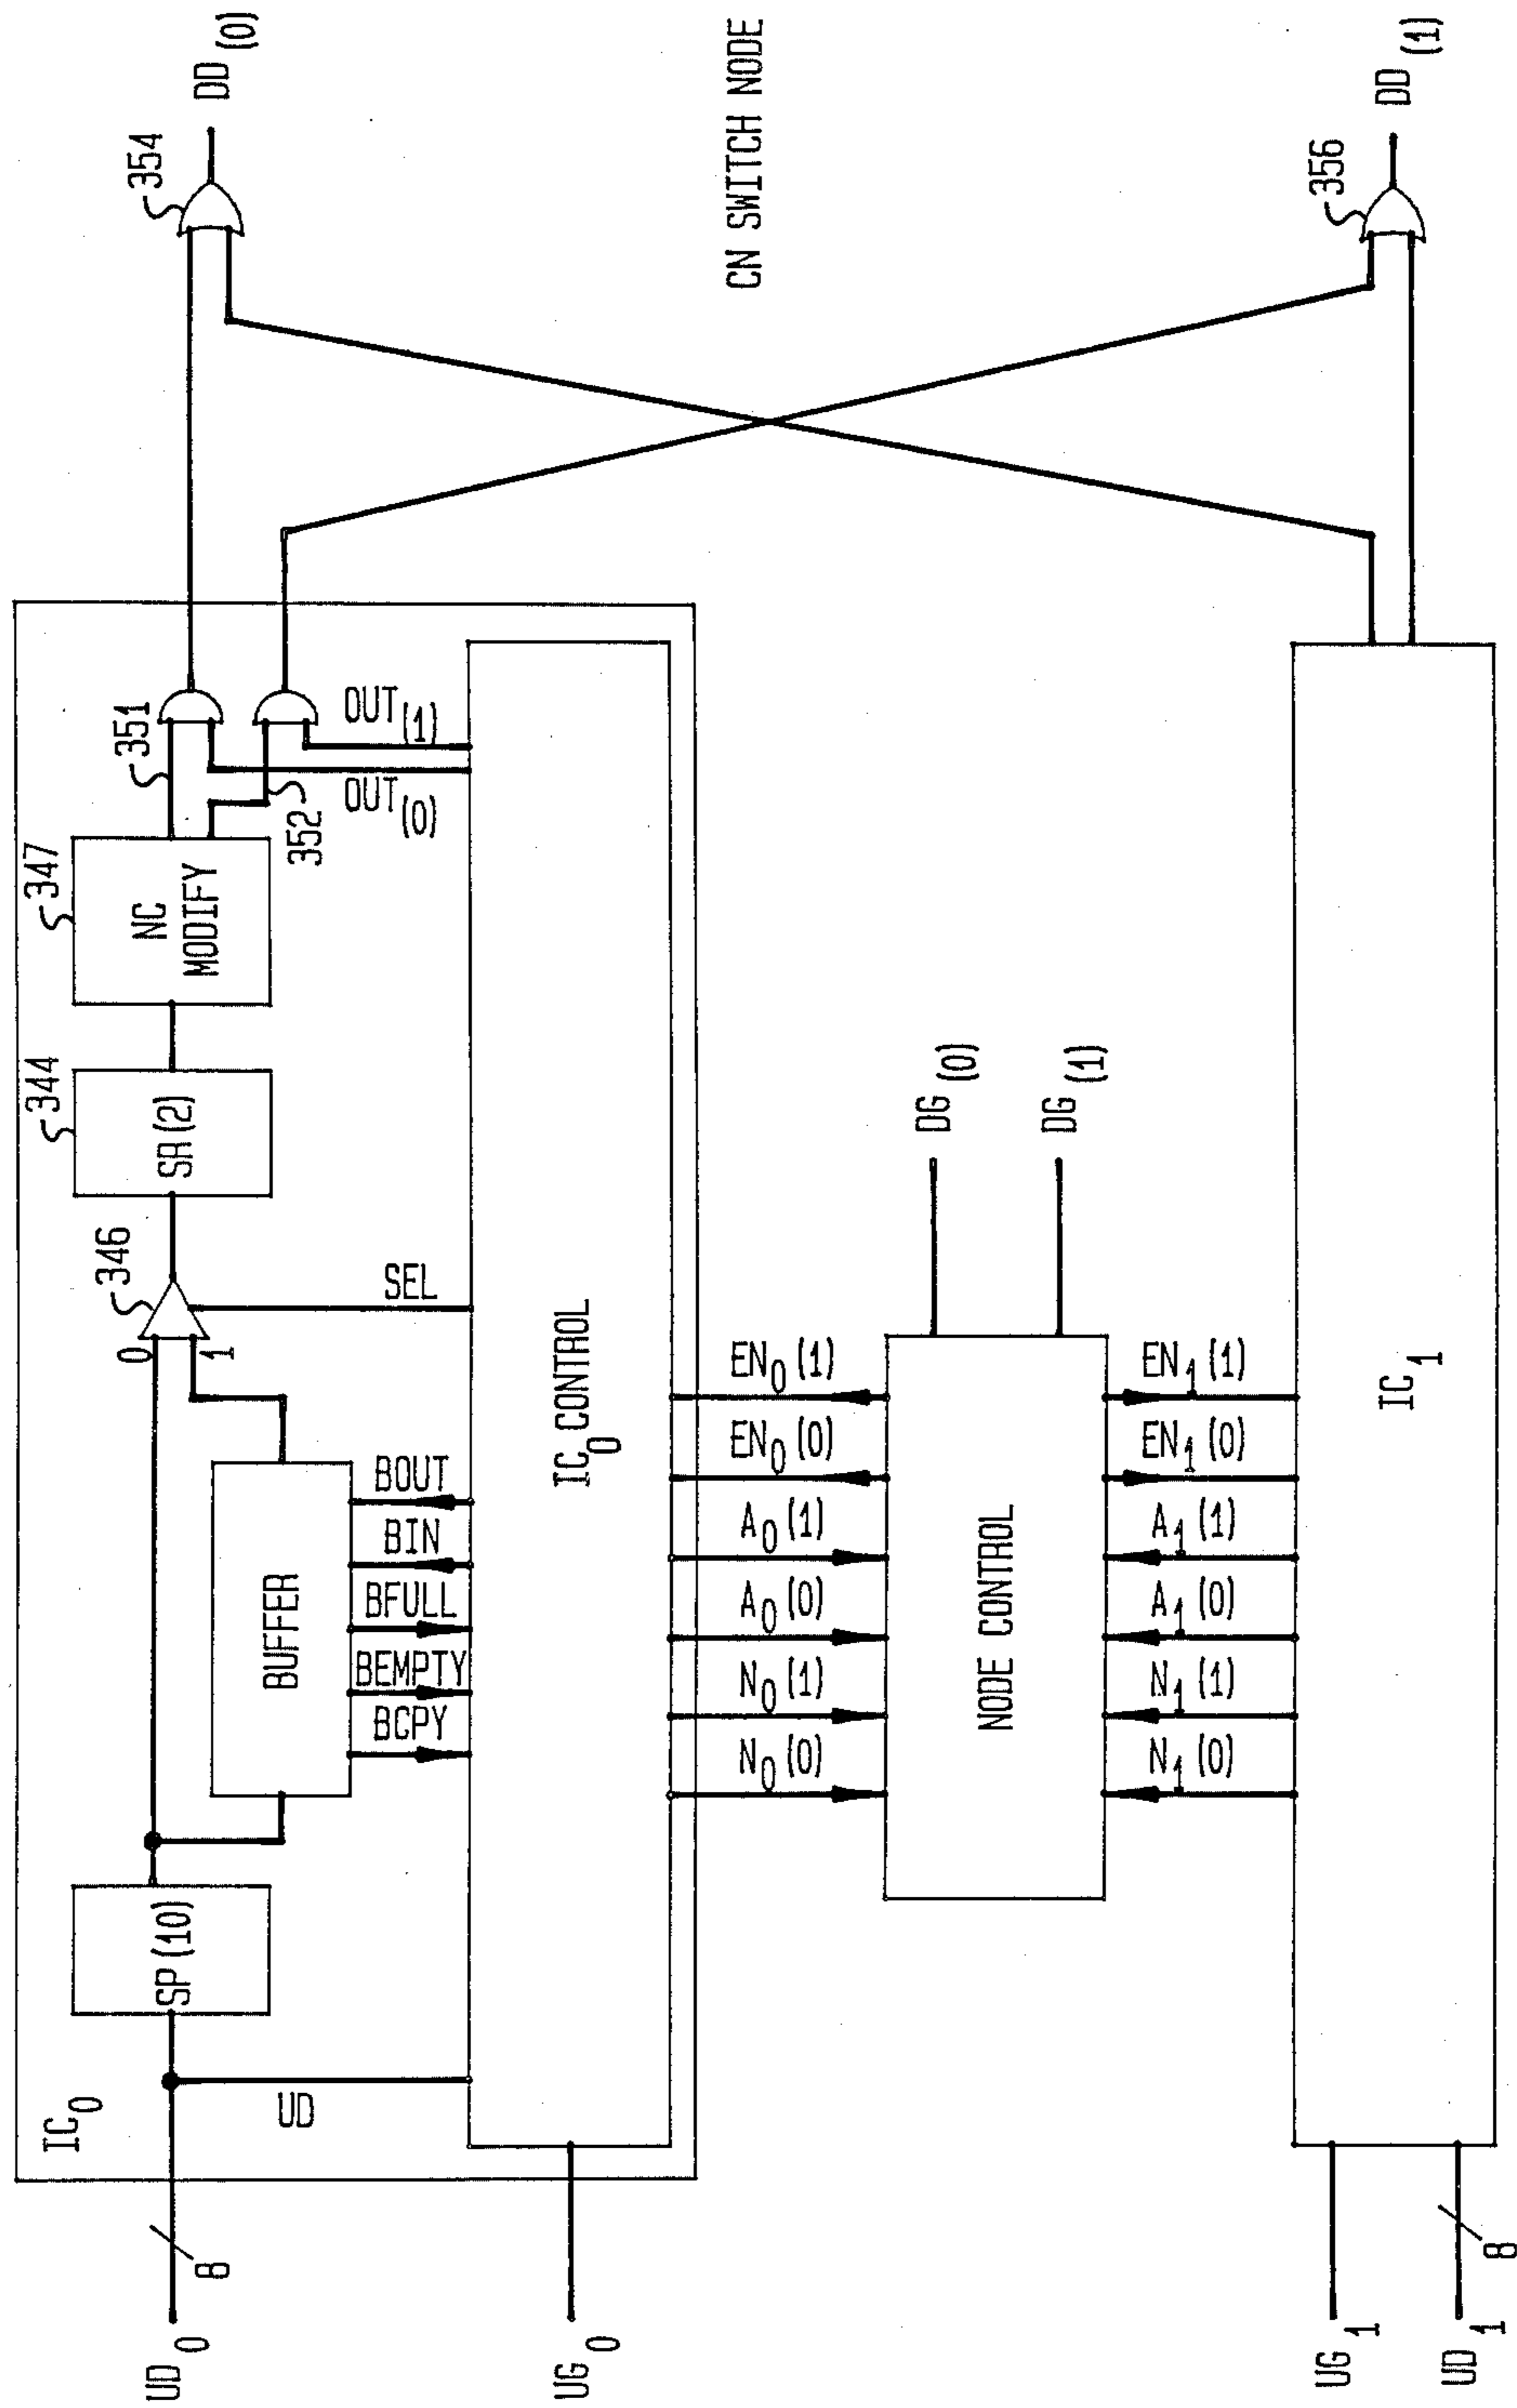 IC0
UD0
8
UD
SP(10)
BUFFER
BCPY
BEMPTY
BFULL
BIN
BOUT
0
1
346
SEL
SR(2)
344
NC
MODIFY
347
351
352
OUT(0)
OUT(1)
354
DD(0)
UG0
IC0 CONTROL
CN SWITCH NODE
N0(0)
N0(1)
A0(0)
A0(1)
EN0(0)
EN0(1)
NODE CONTROL
DG(0)
DG(1)
N1(0)
N1(1)
A1(0)
A1(1)
EN1(0)
EN1(1)
UG1
UD1
8
IC1
356
DD(1)